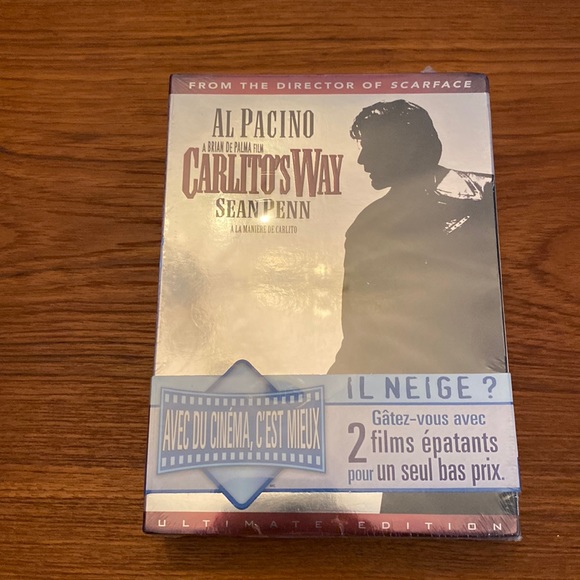 FROM THE DIRECTOR OF SCARFACE
AL PACINO
A BRIAN DE PALMA FILM
CARLITO'S WAY
SEAN PENN
À LA MANIÈRE DE CARLITO
IL NEIGE ?
AVEC DU CINÉMA, C'EST MIEUX
Gâtez-vous avec
2 films épatants
pour un seul bas prix.
ULTIMATE EDITION